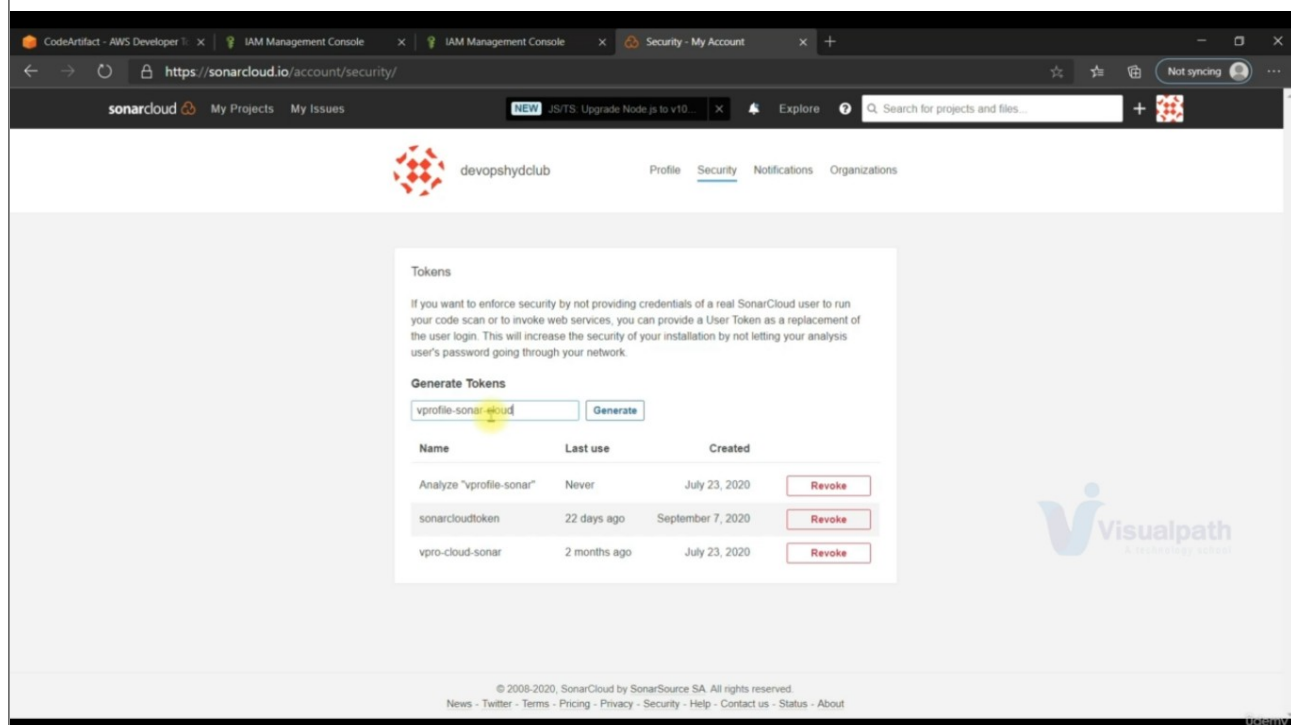 CodeArtifact - AWS Developer T
IAM Management Console
IAM Management Console
Security - My Account
https://sonarcloud.io/account/security/
Not syncing
sonarcloud My Projects My Issues
NEW JS/TS: Upgrade Node.js to v10...
Explore
Search for projects and files...
devopshydclub
Profile Security Notifications Organizations
Tokens
If you want to enforce security by not providing credentials of a real SonarCloud user to run
your code scan or to invoke web services, you can provide a User Token as a replacement of
the user login. This will increase the security of your installation by not letting your analysis
user's password going through your network.
Generate Tokens
vprofile-sonar-cloud Generate
Name Last use Created
Analyze "vprofile-sonar" Never July 23, 2020 Revoke
sonarcloudtoken 22 days ago September 7, 2020 Revoke
vpro-cloud-sonar 2 months ago July 23, 2020 Revoke
Visualpath
A technology school
© 2008-2020, SonarCloud by SonarSource SA. All rights reserved.
News - Twitter - Terms - Pricing - Privacy - Security - Help - Contact us - Status - About
udemy